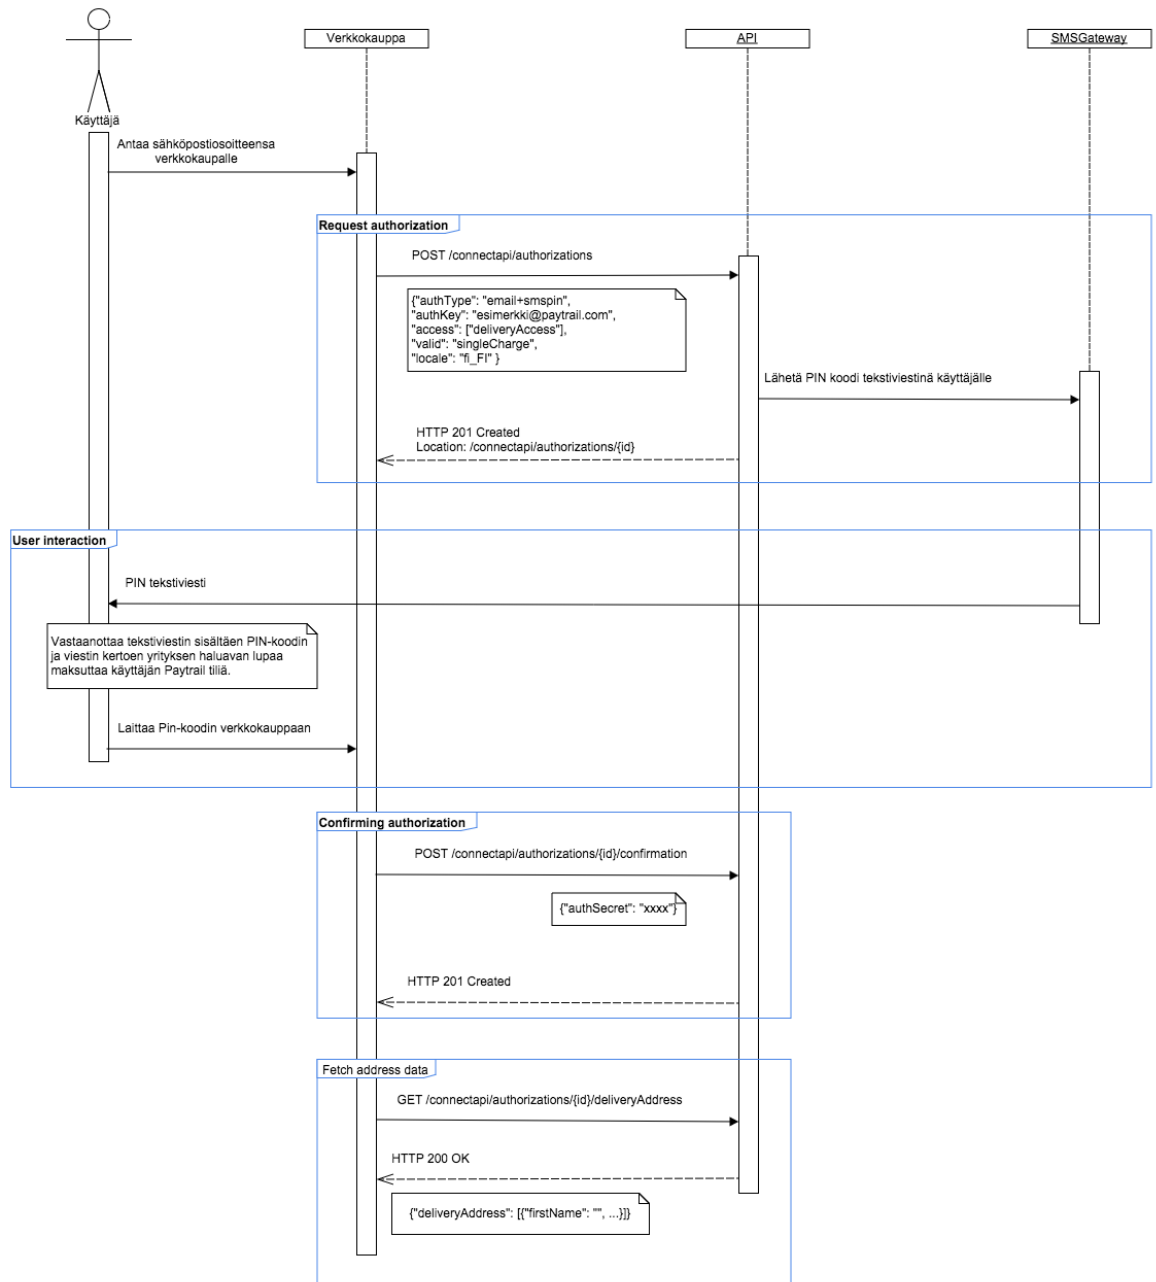 Verkkokauppa
API
SMSGateway
Käyttäjä
Antaa sähköpostiosoitteensa
verkkokaupalle
Request authorization
POST /connectapi/authorizations
{"authType": "email+smspin",
"authKey": "esimerkki@paytrail.com",
"access": ["deliveryAccess"],
"valid": "singleCharge",
"locale": "fi_FI" }
Lähetä PIN koodi tekstiviestinä käyttäjälle
HTTP 201 Created
Location: /connectapi/authorizations/{id}
User interaction
PIN tekstiviesti
Vastaanottaa tekstiviestin sisältäen PIN-koodin
ja viestin kertoen yrityksen haluavan lupaa
maksuttaa käyttäjän Paytrail tiliä.
Laittaa Pin-koodin verkkokauppaan
Confirming authorization
POST /connectapi/authorizations/{id}/confirmation
{"authSecret": "xxxx"}
HTTP 201 Created
Fetch address data
GET /connectapi/authorizations/{id}/deliveryAddress
HTTP 200 OK
{"deliveryAddress": [{"firstName": "", ...}]}